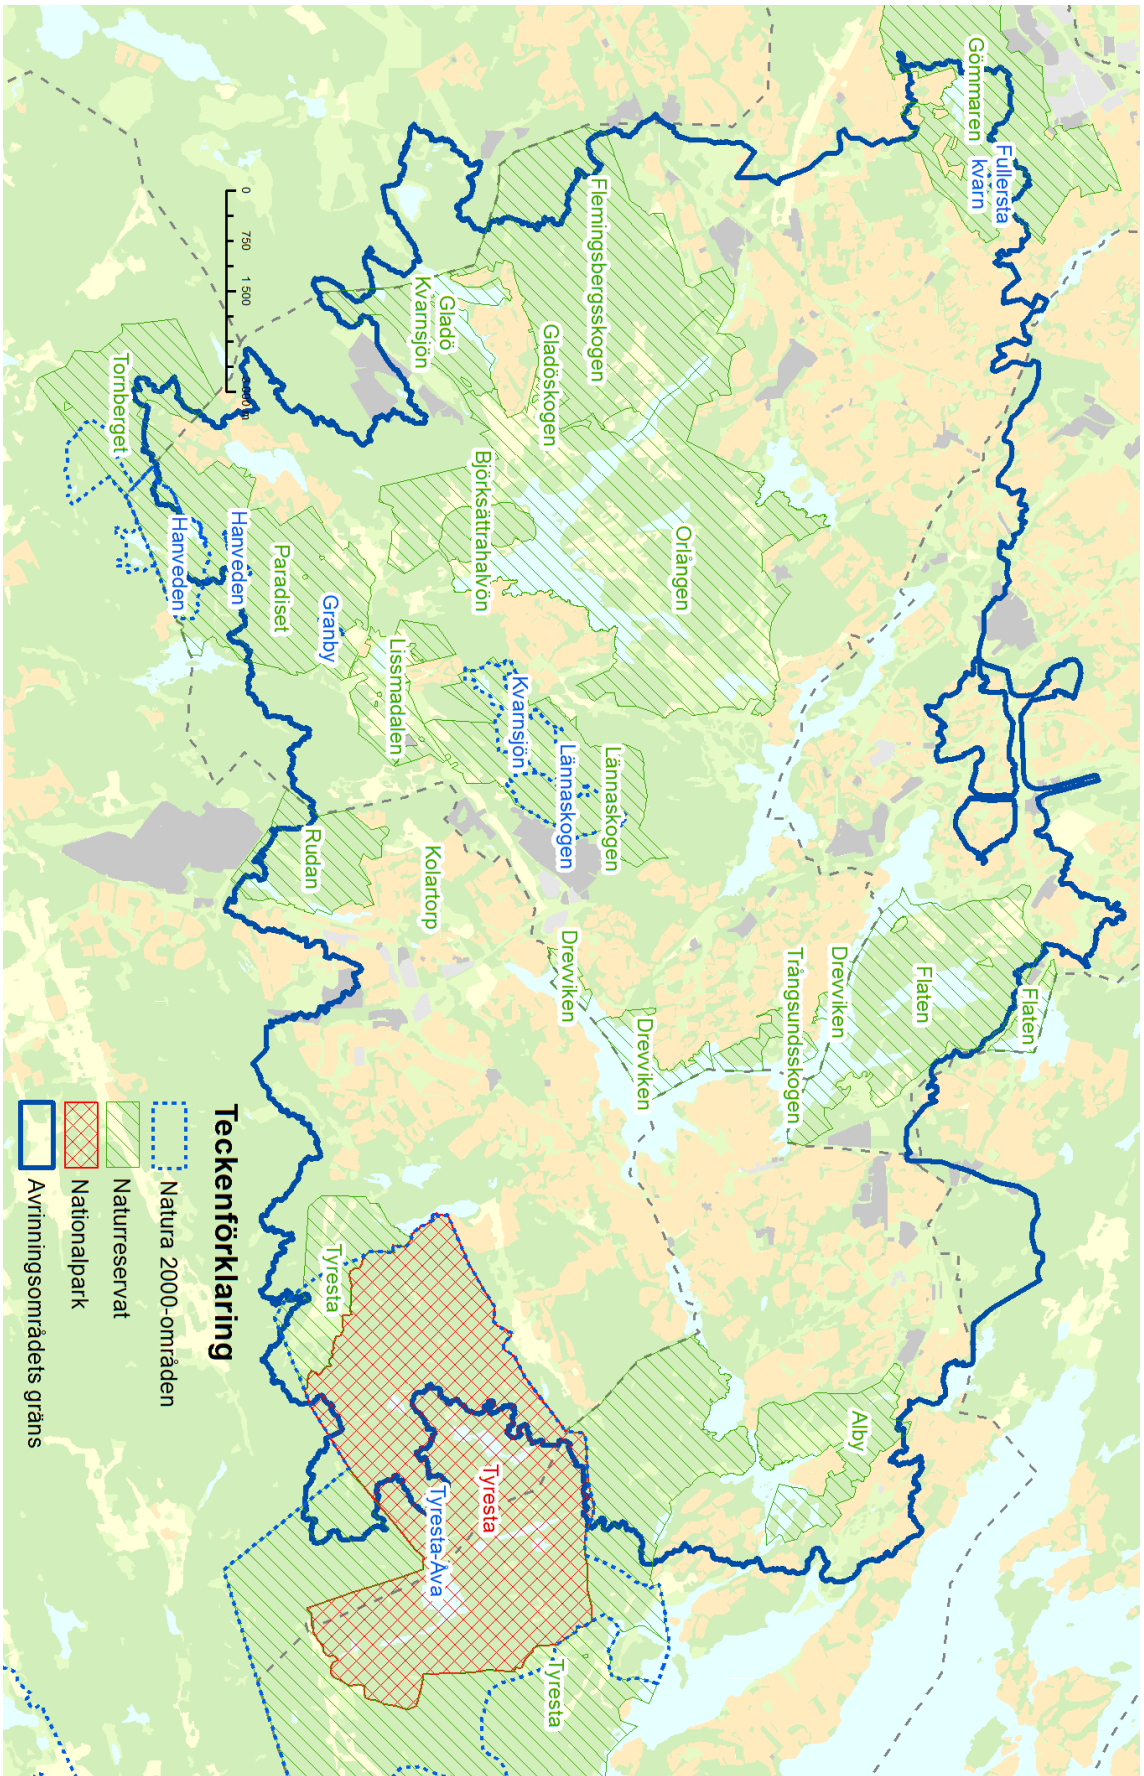 Flaten
Fullersta
kvarn
Gömmaren
Flaten
Alby
Drevviken
Trångsundsskogen
Orlången
Drevviken
Lännaskogen
Flemingsbergsskogen
Drevviken
Lännaskogen
Tyresta
Gladöskogen
Kvarnsjön
Tyresta
Björksättrahalvön
Gladö
Kvarnsjön
Tyresta-Åva
Kolartorp
Lissmadalen
Tyresta
Granby
Rudan
Paradiset
Hanveden
0 750 1 500
Hanveden
Tornberget
Teckenförklaring
Natura 2000-områden
Naturreservat
Nationalpark
Avrinningsområdets gräns